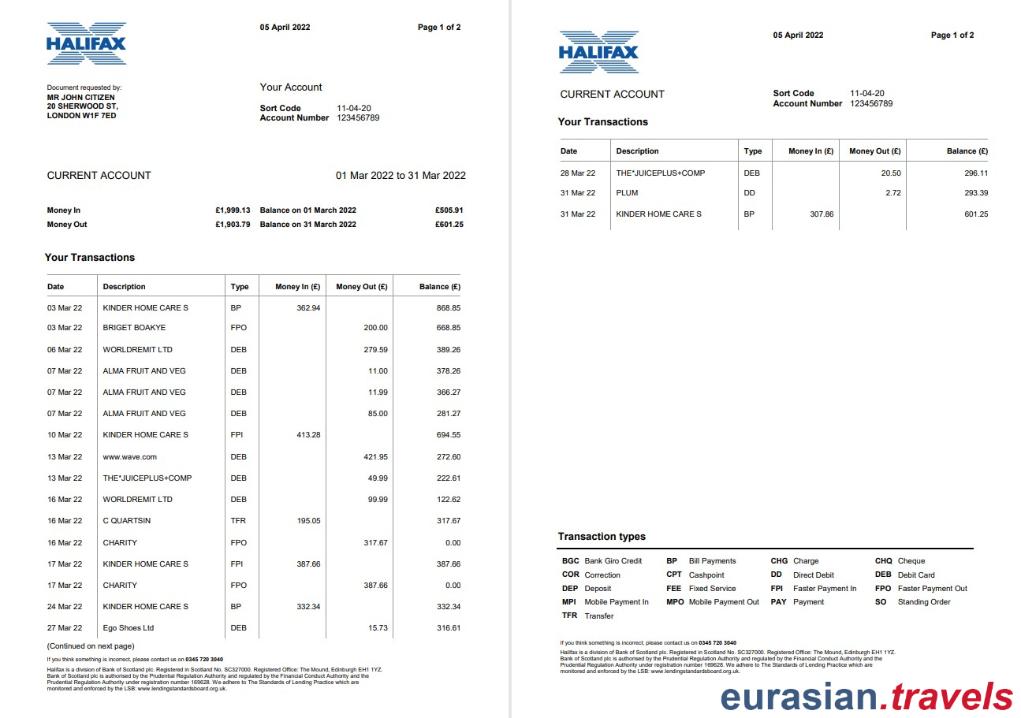 HALIFAX
05 April 2022 Page 1 of 2
Document requested by:
MR JOHN CITIZEN
20 SHERWOOD ST,
LONDON W1F 7ED
Your Account
Sort Code 11-04-20
Account Number 123456789
CURRENT ACCOUNT 01 Mar 2022 to 31 Mar 2022
Money In £1,999.13 Balance on 01 March 2022 £505.91
Money Out £1,903.79 Balance on 31 March 2022 £601.25
Your Transactions
Date Description Type Money In (£) Money Out (£) Balance (£)
03 Mar 22 KINDER HOME CARE S BP 362.94 868.85
03 Mar 22 BRIGET BOAKYE FPO 200.00 668.85
06 Mar 22 WORLDREMIT LTD DEB 279.59 389.26
07 Mar 22 ALMA FRUIT AND VEG DEB 11.00 378.26
07 Mar 22 ALMA FRUIT AND VEG DEB 11.99 366.27
07 Mar 22 ALMA FRUIT AND VEG DEB 85.00 281.27
10 Mar 22 KINDER HOME CARE S FPI 413.28 694.55
13 Mar 22 www.wave.com DEB 421.95 272.60
13 Mar 22 THE*JUICEPLUS+COMP DEB 49.99 222.61
16 Mar 22 WORLDREMIT LTD DEB 99.99 122.62
16 Mar 22 C QUARTSIN TFR 195.05 317.67
16 Mar 22 CHARITY FPO 317.67 0.00
17 Mar 22 KINDER HOME CARE S FPI 387.66 387.66
17 Mar 22 CHARITY FPO 387.66 0.00
24 Mar 22 KINDER HOME CARE S BP 332.34 332.34
27 Mar 22 Ego Shoes Ltd DEB 15.73 316.61
(Continued on next page)
If you think something is incorrect, please contact us on 0345 720 3040
Halifax is a division of Bank of Scotland plc. Registered in Scotland No. SC327000. Registered Office: The Mound, Edinburgh EH1 1YZ.
Bank of Scotland plc is authorised by the Prudential Regulation Authority and regulated by the Financial Conduct Authority and the
Prudential Regulation Authority under registration number 169628. We adhere to The Standards of Lending Practice which are
monitored and enforced by the LSB: www.lendingstandardsboard.org.uk.
HALIFAX
05 April 2022 Page 1 of 2
CURRENT ACCOUNT
Sort Code 11-04-20
Account Number 123456789
Your Transactions
Date Description Type Money In (£) Money Out (£) Balance (£)
28 Mar 22 THE*JUICEPLUS+COMP DEB 20.50 296.11
31 Mar 22 PLUM DD 2.72 293.39
31 Mar 22 KINDER HOME CARE S BP 307.86 601.25
Transaction types
BGC Bank Giro Credit BP Bill Payments CHG Charge CHQ Cheque
COR Correction CPT Cashpoint DD Direct Debit DEB Debit Card
DEP Deposit FEE Fixed Service FPI Faster Payment In FPO Faster Payment Out
MPI Mobile Payment In MPO Mobile Payment Out PAY Payment SO Standing Order
TFR Transfer
If you think something is incorrect, please contact us on 0345 720 3040
Halifax is a division of Bank of Scotland plc. Registered in Scotland No. SC327000. Registered Office: The Mound, Edinburgh EH1 1YZ.
Bank of Scotland plc is authorised by the Prudential Regulation Authority and regulated by the Financial Conduct Authority and the
Prudential Regulation Authority under registration number 169628. We adhere to The Standards of Lending Practice which are
monitored and enforced by the LSB: www.lendingstandardsboard.org.uk.
eurasian.travels